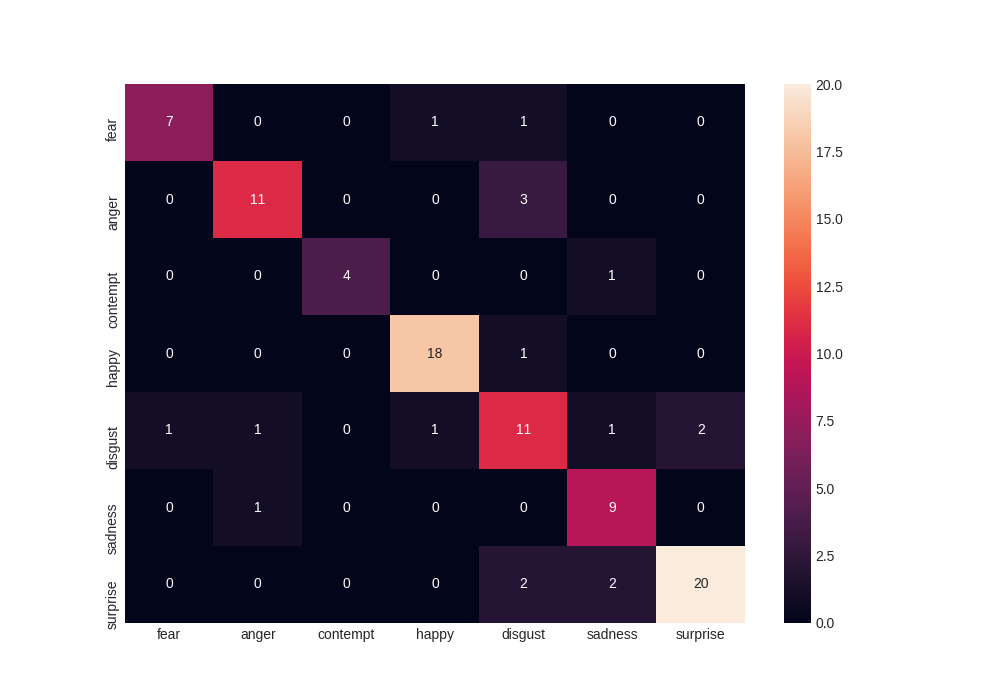 fear 7 0 0 1 1 0 0
anger 0 11 0 0 3 0 0
contempt 0 0 4 0 0 1 0
happy 0 0 0 18 1 0 0
disgust 1 1 0 1 11 1 2
sadness 0 1 0 0 0 9 0
surprise 0 0 0 0 2 2 20
fear anger contempt happy disgust sadness surprise
20.0
17.5
15.0
12.5
10.0
7.5
5.0
2.5
0.0